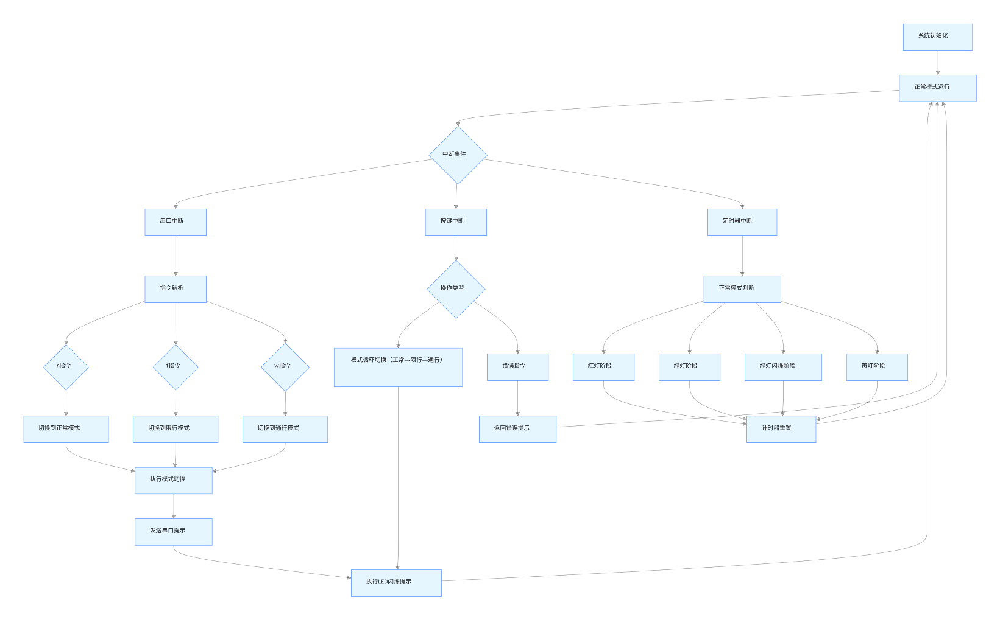 系统初始化
正常模式运行
中断事件
串口中断
按键中断
定时器中断
指令解析
操作类型
正常模式判断
r指令
f指令
w指令
模式循环切换（正常→限行→通行）
错误指令
红灯阶段
绿灯阶段
绿灯闪烁阶段
黄灯阶段
切换到正常模式
切换到限行模式
切换到通行模式
返回错误提示
计时器重置
执行模式切换
发送串口提示
执行LED闪烁提示